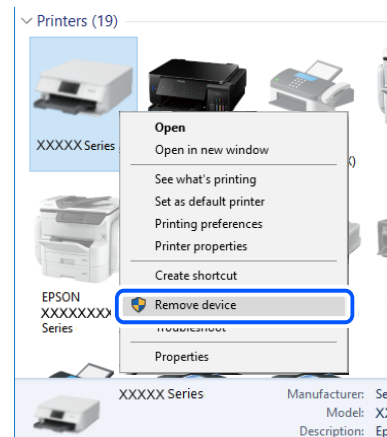 Printers (19)
XXXXX Series
Open
Open in new window
See what's printing
Set as default printer
Printing preferences
Printer properties
Create shortcut
Remove device
Troubleshoot
Properties
EPSON
XXXXXXXX
Series
XXXXX Series
Manufacturer:
Model:
Description: